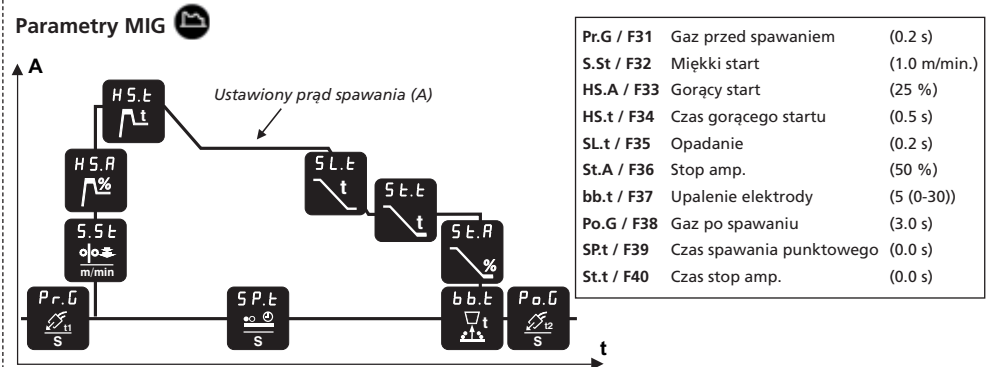 Parametry MIG
A
Ustawiony prąd spawania (A)
HS.t
t
HS.A
%
S.St
m/min
Pr.G
t1
S
SP.t
S
SL.t
t
St.t
t
St.A
%
bb.t
t
Po.G
t2
S
t
Pr.G / F31 Gaz przed spawaniem (0.2 s)
S.St / F32 Miękki start (1.0 m/min.)
HS.A / F33 Gorący start (25 %)
HS.t / F34 Czas gorącego startu (0.5 s)
SL.t / F35 Opadanie (0.2 s)
St.A / F36 Stop amp. (50 %)
bb.t / F37 Upalenie elektrody (5 (0-30))
Po.G / F38 Gaz po spawaniu (3.0 s)
SP.t / F39 Czas spawania punktowego (0.0 s)
St.t / F40 Czas stop amp. (0.0 s)